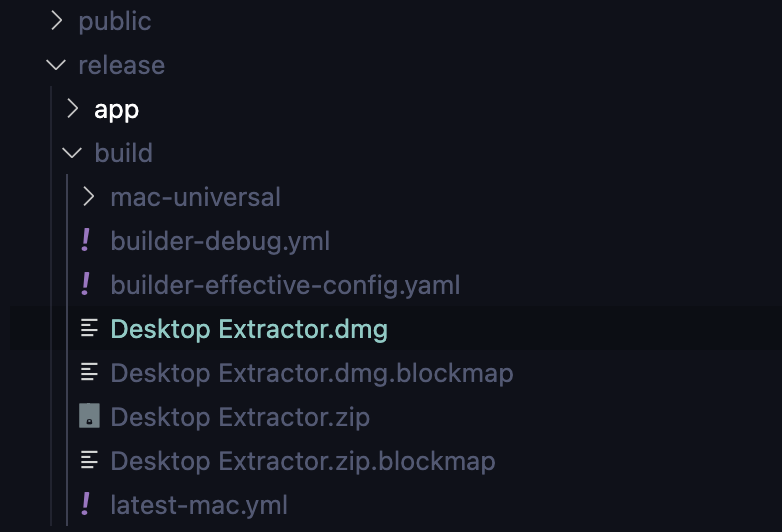 public
release
app
build
mac-universal
builder-debug.yml
builder-effective-config.yaml
Desktop Extractor.dmg
Desktop Extractor.dmg.blockmap
Desktop Extractor.zip
Desktop Extractor.zip.blockmap
latest-mac.yml